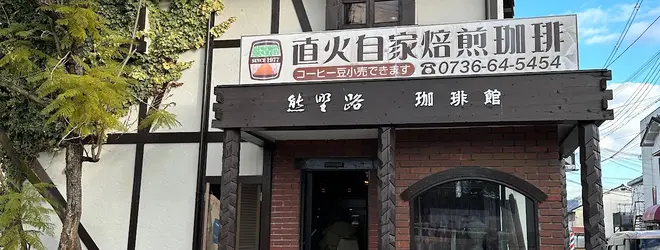 直火自家焙煎珈琲
SINCE 1977
コーヒー豆小売できます ☎0736-64-5454
熊野路 珈琲館